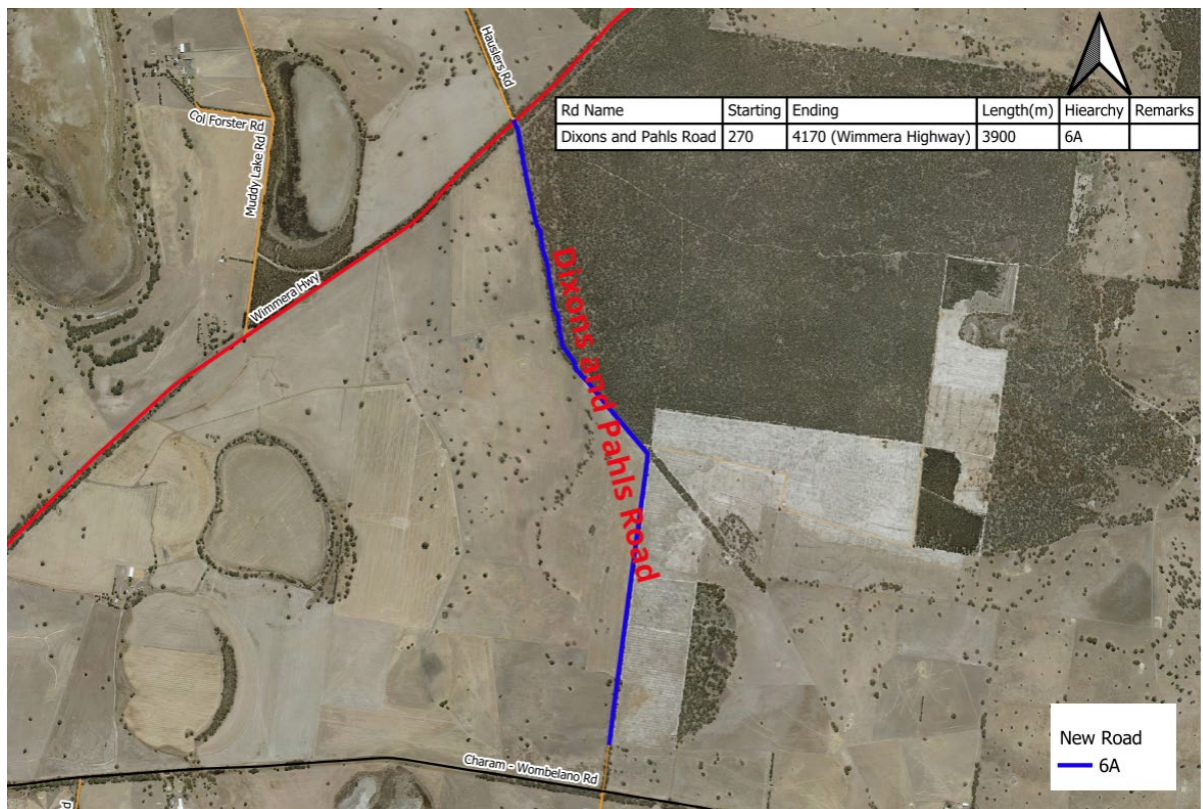 Hauslers Rd
Rd Name Starting Ending Length(m) Hiearchy Remarks
Dixons and Pahls Road 270 4170 (Wimmera Highway) 3900 6A
Col Forster Rd
Muddy Lake Rd
Wimmera Hwy
Dixons and Pahls Road
New Road
6A
Charam - Wombelano Rd